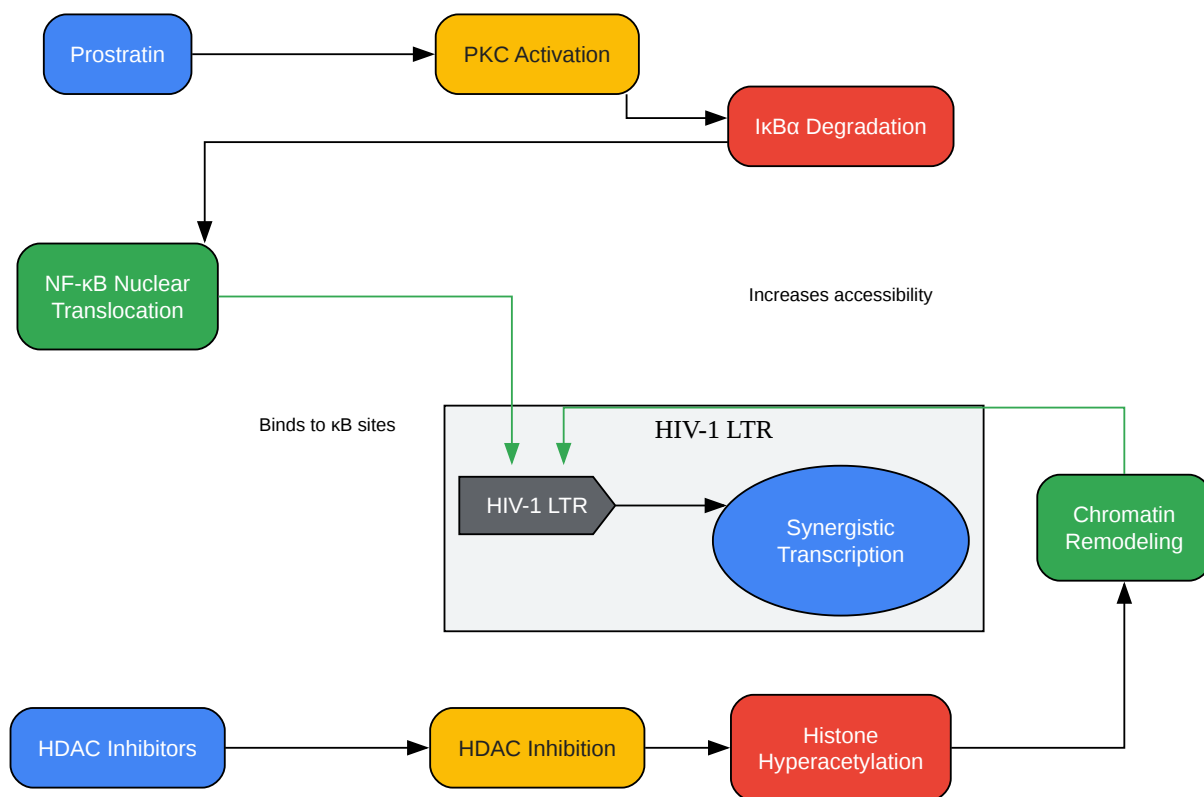 Prostratin
PKC Activation
IκBα Degradation
NF-κB Nuclear
Translocation
Increases accessibility
Binds to κB sites
HIV-1 LTR
HIV-1 LTR
Synergistic
Transcription
Chromatin
Remodeling
HDAC Inhibitors
HDAC Inhibition
Histone
Hyperacetylation